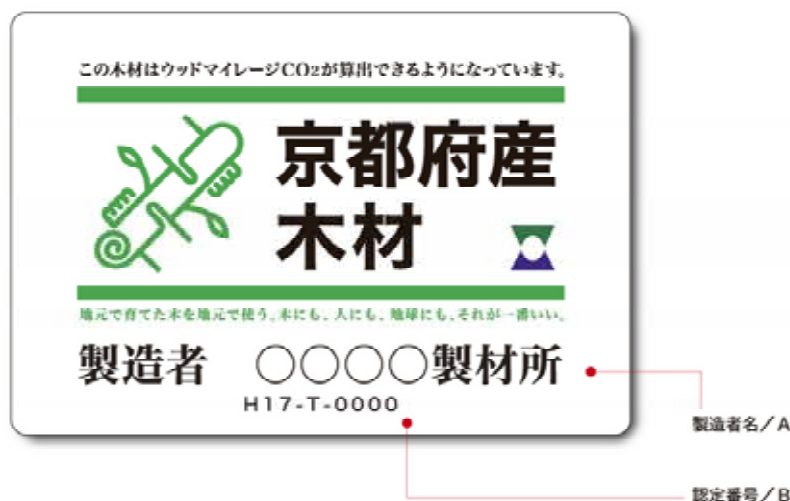 この木材はウッドマイレージCO2が算出できるようになっています。
京都府産
木材
地元で育てた木を地元で使う。木にも、人にも、地球にも、それが一番いい。
製造者 ○○○○製材所
H17-T-0000
製造者名／A
認定番号／B